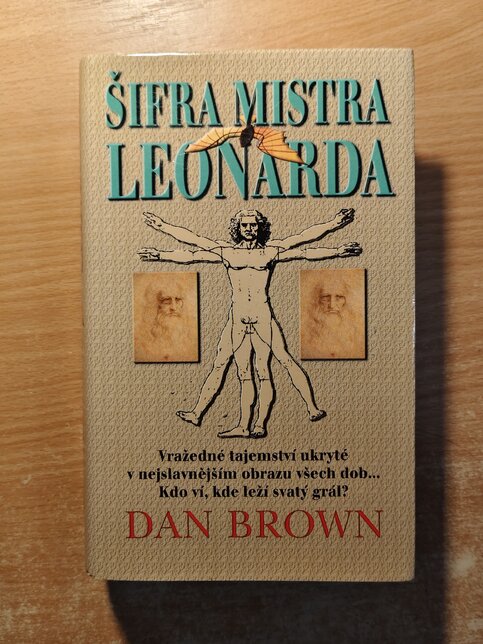 ŠIFRA MISTRA
LEONARDA
Vražedné tajemství ukryté
v nejslavnějším obrazu všech dob...
Kdo ví, kde leží svatý grál?
DAN BROWN